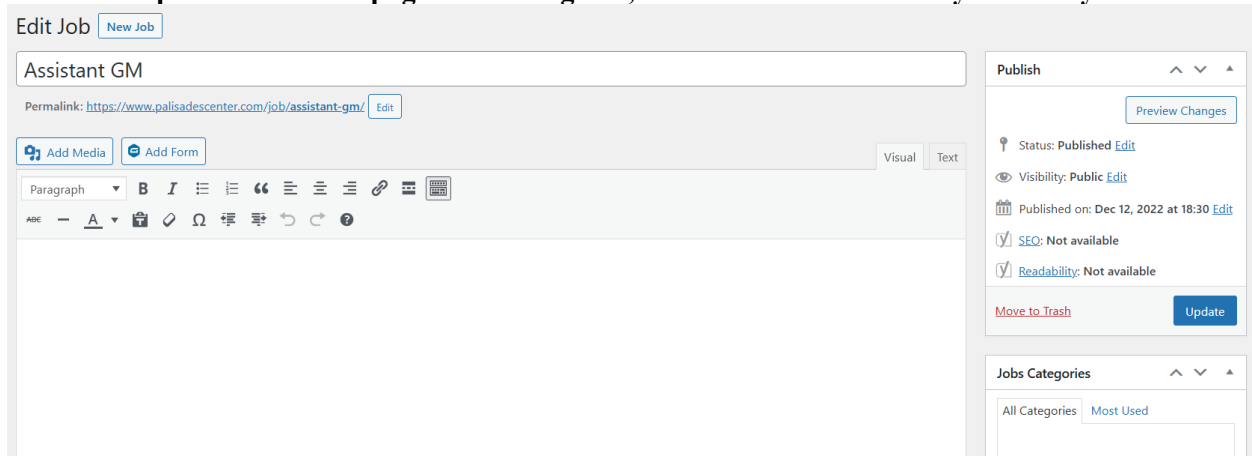 Edit Job New Job
Assistant GM
Permalink: https://www.palisadescenter.com/job/assistant-gm/ Edit
Add Media Add Form
Visual Text
Paragraph B I
ABC A Ω
Publish
Preview Changes
Status: Published Edit
Visibility: Public Edit
Published on: Dec 12, 2022 at 18:30 Edit
SEO: Not available
Readability: Not available
Move to Trash Update
Jobs Categories
All Categories Most Used